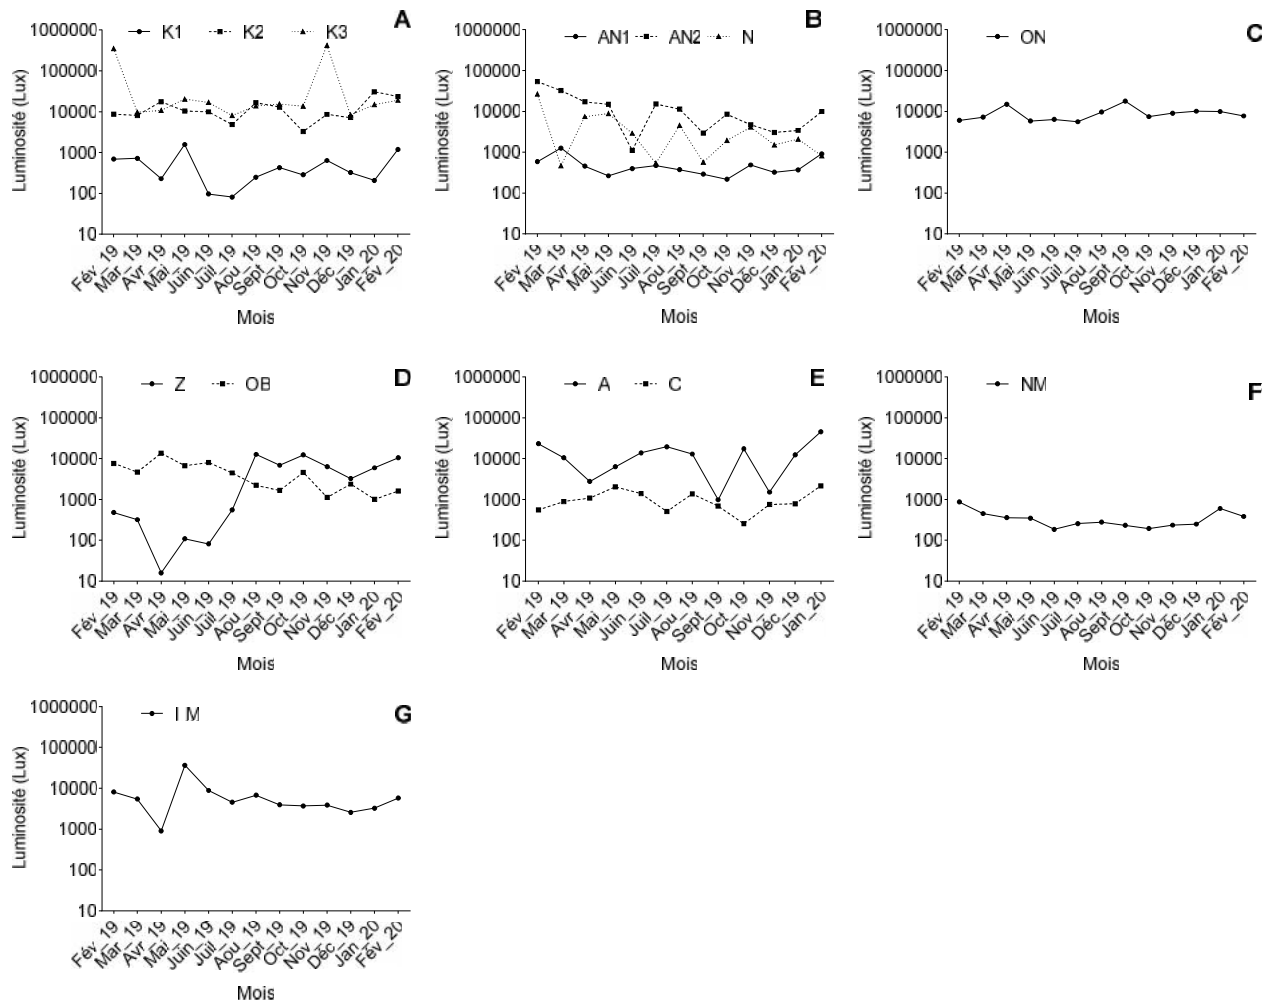 K1 K2 K3 A
1000000
100000
10000
1000
100
10
Luminosité (Lux)
Fév_19 Mar_19 Avr_19 Mai_19 Juin_19 Juil_19 Aou_19 Sept_19 Oct_19 Nov_19 Déc_19 Jan_20 Fév_20
Mois
AN1 AN2 N B
1000000
100000
10000
1000
100
10
Luminosité (Lux)
Fév_19 Mar_19 Avr_19 Mai_19 Juin_19 Juil_19 Aou_19 Sept_19 Oct_19 Nov_19 Déc_19 Jan_20 Fév_20
Mois
ON C
1000000
100000
10000
1000
100
10
Luminosité (Lux)
Fév_19 Mar_19 Avr_19 Mai_19 Juin_19 Juil_19 Aou_19 Sept_19 Oct_19 Nov_19 Déc_19 Jan_20 Fév_20
Mois
Z OB D
1000000
100000
10000
1000
100
10
Luminosité (Lux)
Fév_19 Mar_19 Avr_19 Mai_19 Juin_19 Juil_19 Aou_19 Sept_19 Oct_19 Nov_19 Déc_19 Jan_20 Fév_20
Mois
A C E
1000000
100000
10000
1000
100
10
Luminosité (Lux)
Fév_19 Mar_19 Avr_19 Mai_19 Juin_19 Juil_19 Aou_19 Sept_19 Oct_19 Nov_19 Déc_19 Jan_20
Mois
NM F
1000000
100000
10000
1000
100
10
Luminosité (Lux)
Fév_19 Mar_19 Avr_19 Mai_19 Juin_19 Juil_19 Aou_19 Sept_19 Oct_19 Nov_19 Déc_19 Jan_20 Fév_20
Mois
G
1000000
100000
10000
1000
100
10
Luminosité (Lux)
Fév_19 Mar_19 Avr_19 Mai_19 Juin_19 Juil_19 Aou_19 Sept_19 Oct_19 Nov_19 Déc_19 Jan_20 Fév_20
Mois